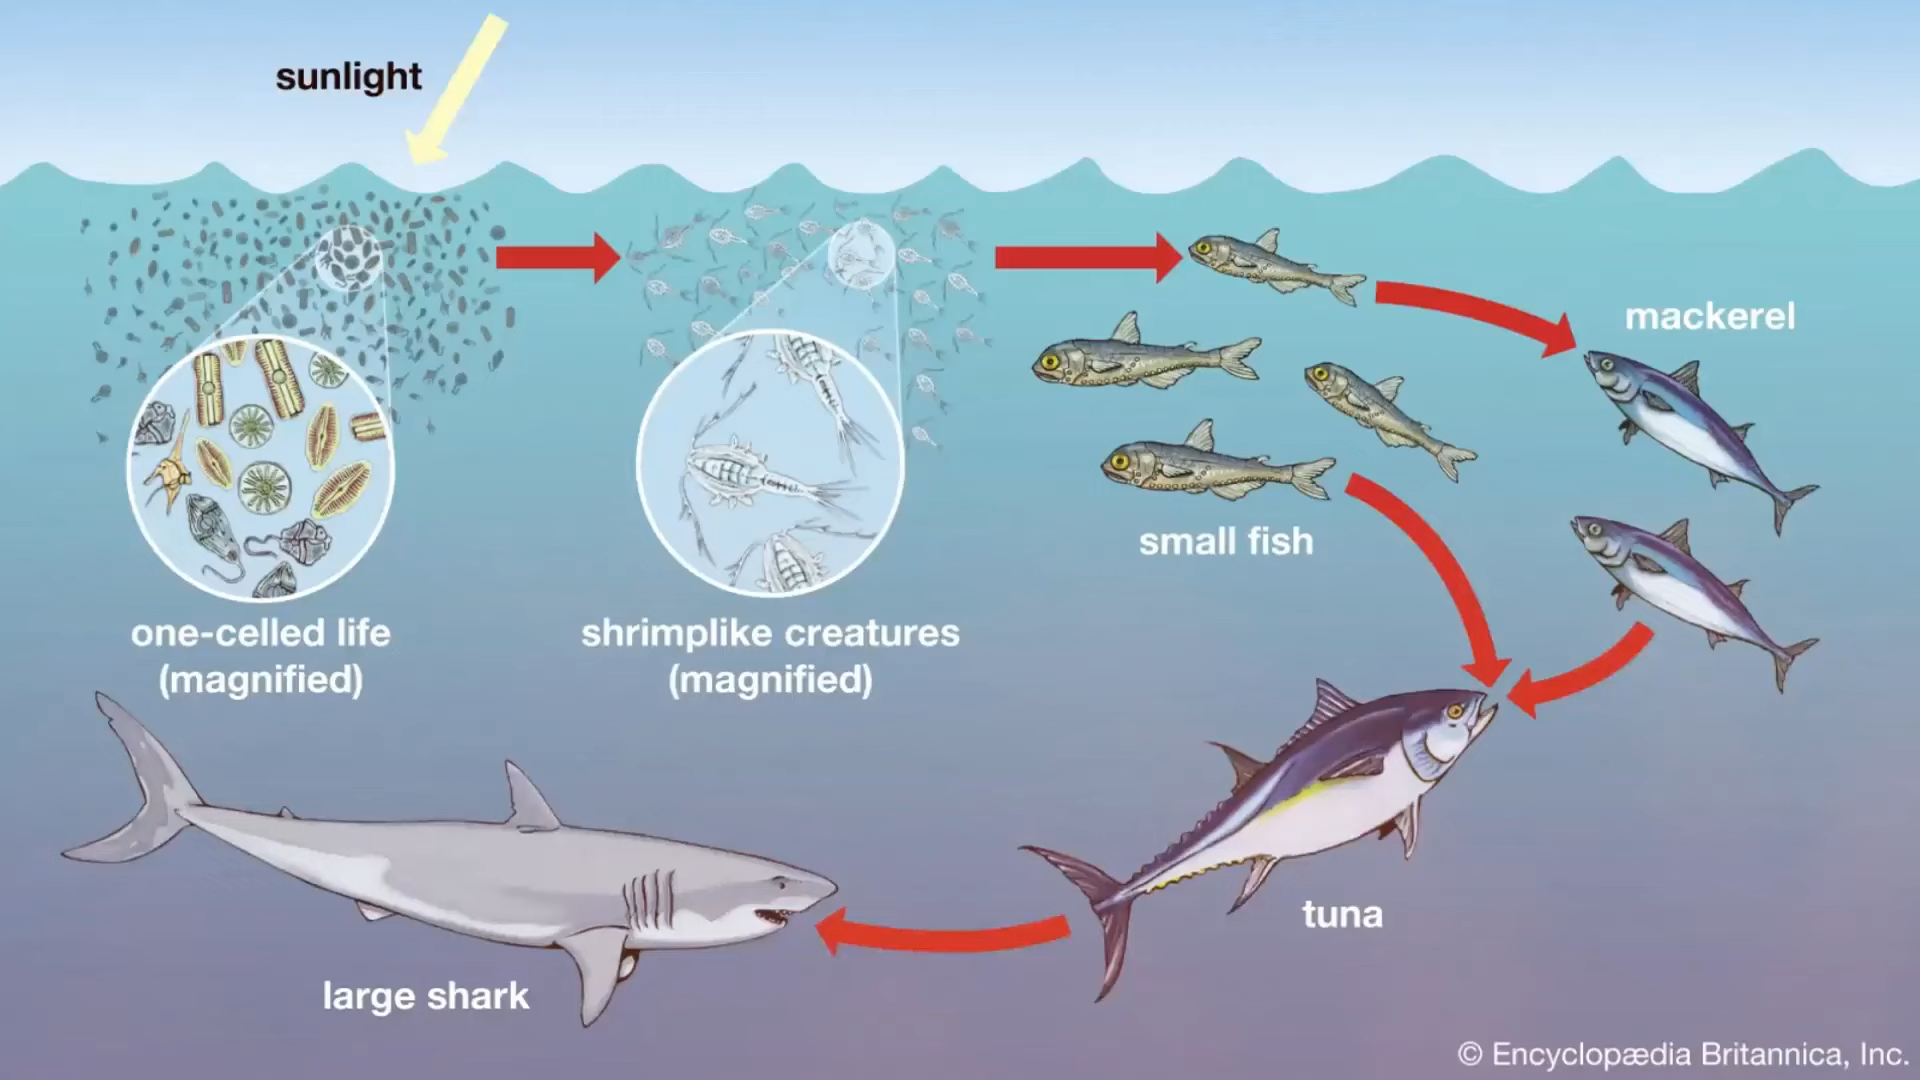 sunlight
mackerel
small fish
one-celled life
(magnified)
shrimplike creatures
(magnified)
tuna
large shark
© Encyclopædia Britannica, Inc.